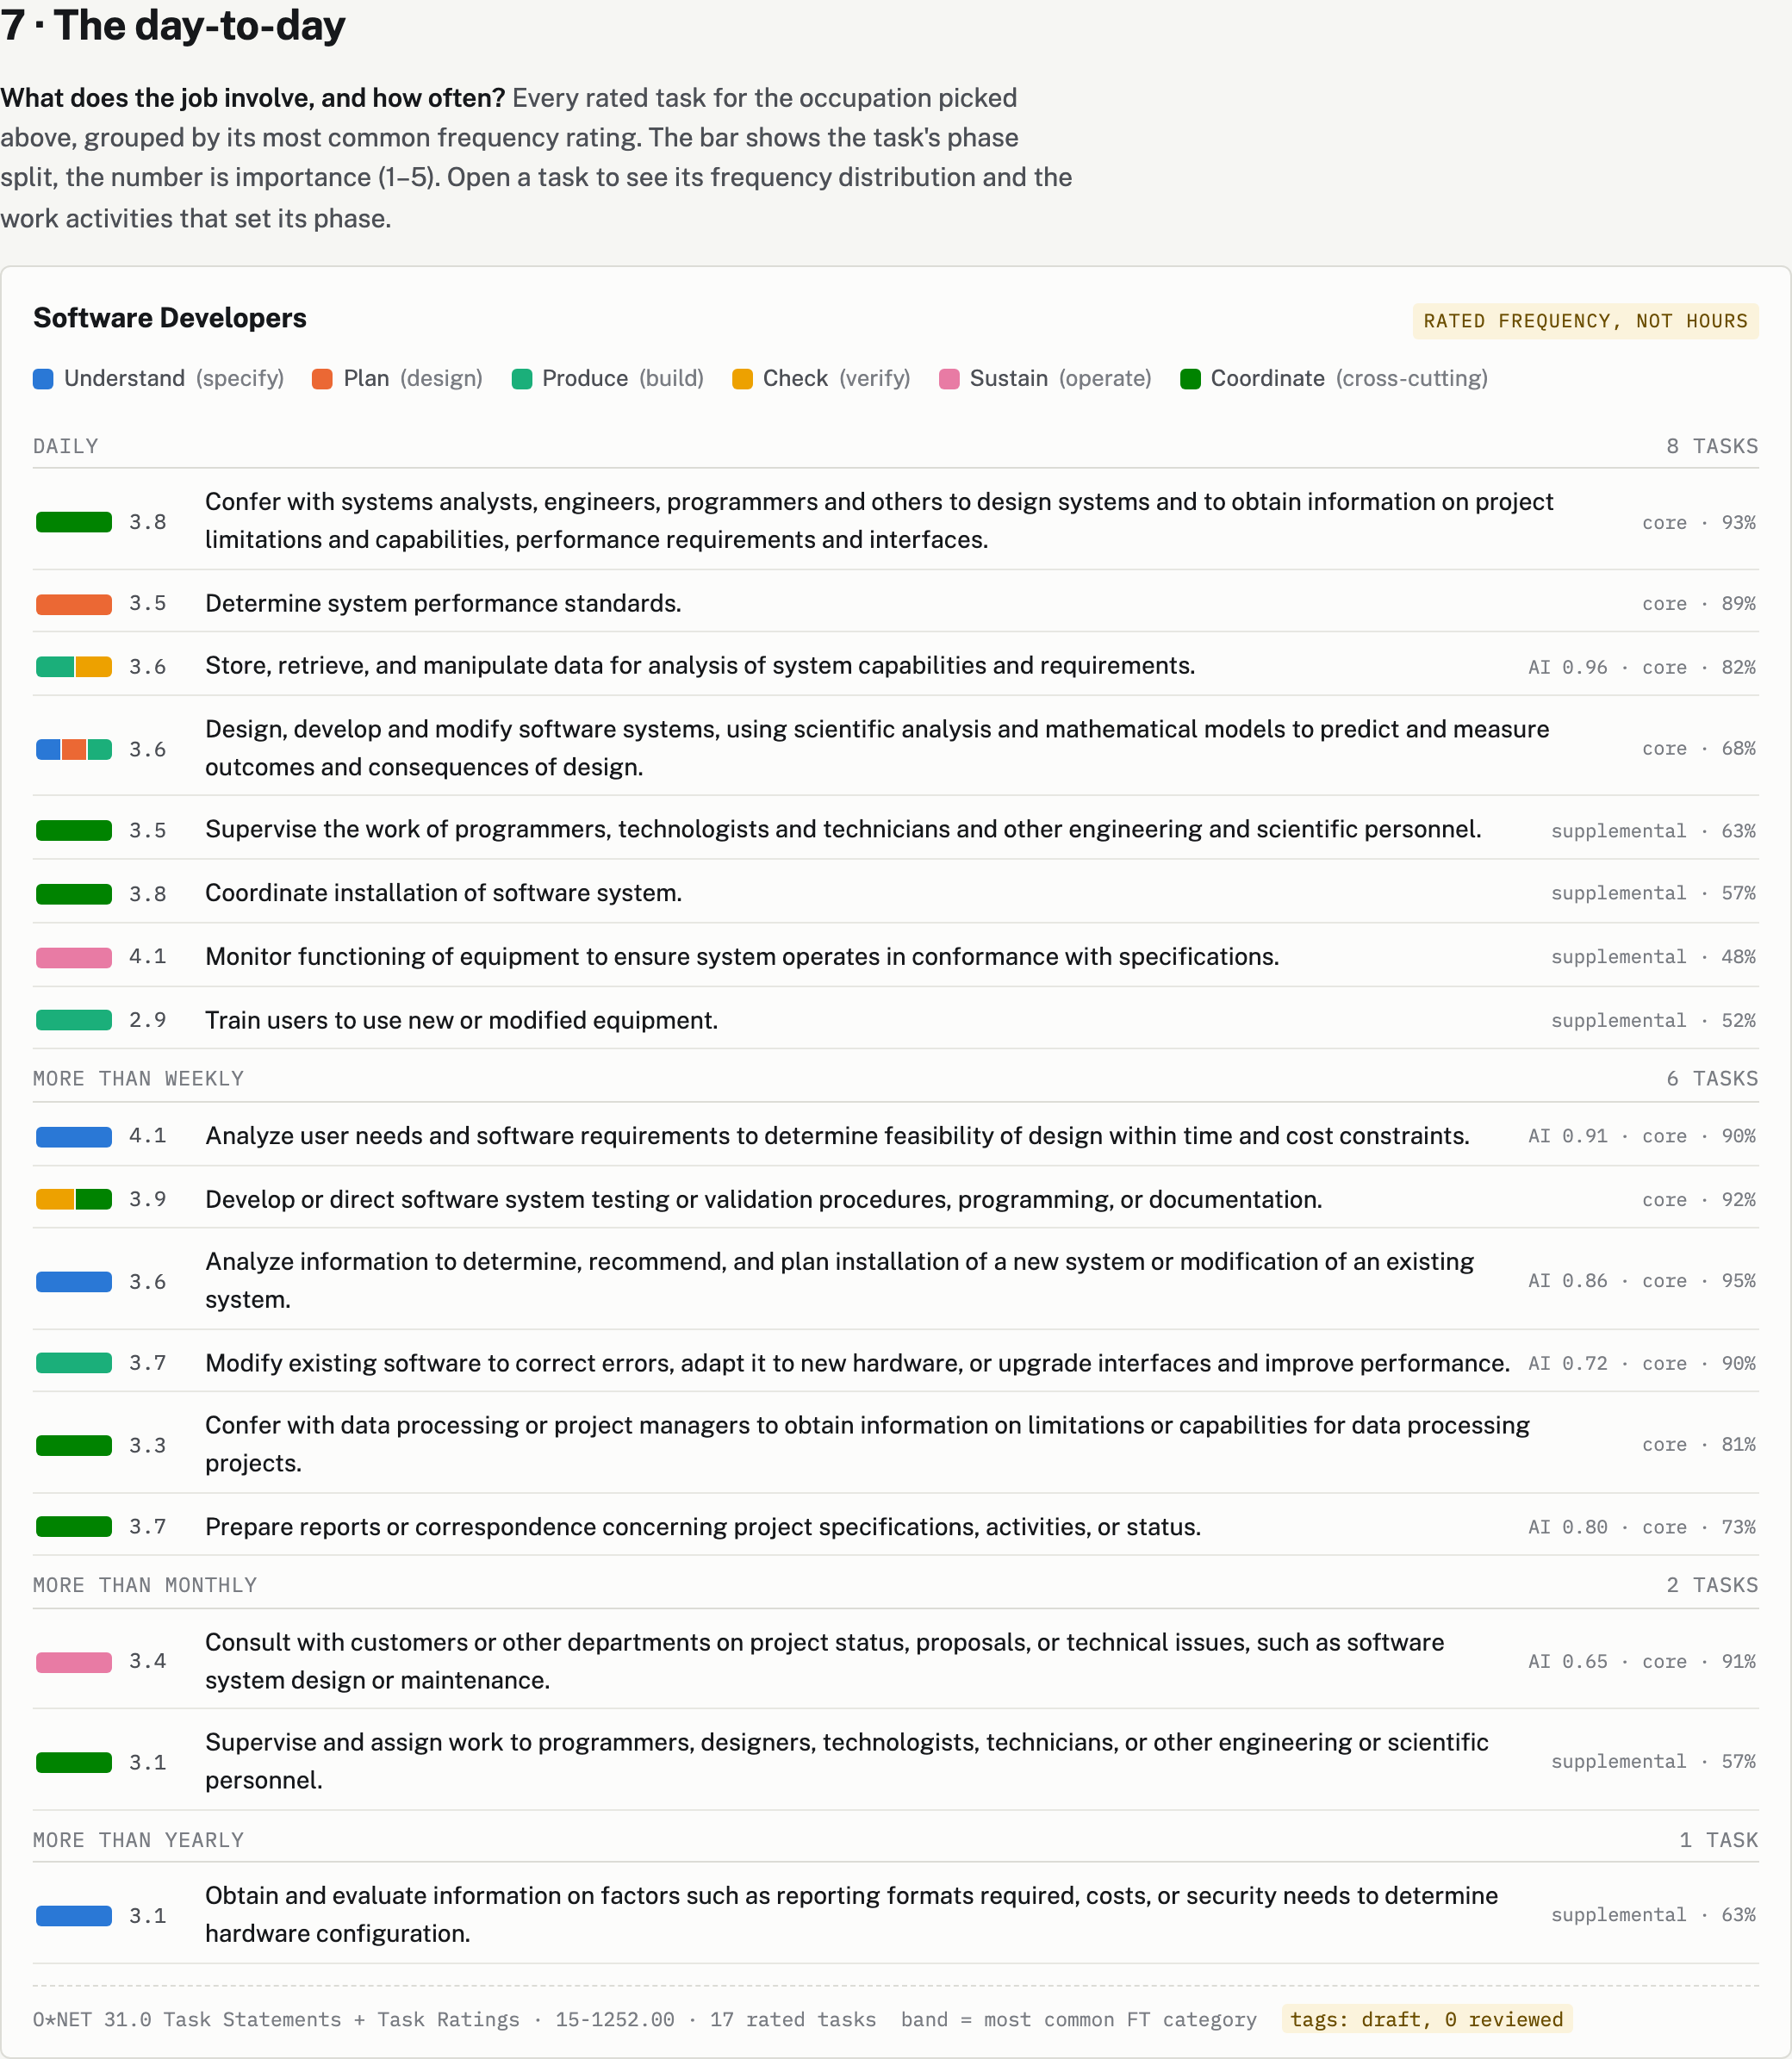 7 · The day-to-day
What does the job involve, and how often? Every rated task for the occupation picked
above, grouped by its most common frequency rating. The bar shows the task's phase
split, the number is importance (1–5). Open a task to see its frequency distribution and the
work activities that set its phase.
Software Developers
RATED FREQUENCY, NOT HOURS
Understand (specify) Plan (design) Produce (build) Check (verify) Sustain (operate) Coordinate (cross-cutting)
DAILY 8 TASKS
3.8 Confer with systems analysts, engineers, programmers and others to design systems and to obtain information on project
limitations and capabilities, performance requirements and interfaces.
core · 93%
3.5 Determine system performance standards. core · 89%
3.6 Store, retrieve, and manipulate data for analysis of system capabilities and requirements. AI 0.96 · core · 82%
3.6 Design, develop and modify software systems, using scientific analysis and mathematical models to predict and measure
outcomes and consequences of design.
core · 68%
3.5 Supervise the work of programmers, technologists and technicians and other engineering and scientific personnel. supplemental · 63%
3.8 Coordinate installation of software system. supplemental · 57%
4.1 Monitor functioning of equipment to ensure system operates in conformance with specifications. supplemental · 48%
2.9 Train users to use new or modified equipment. supplemental · 52%
MORE THAN WEEKLY 6 TASKS
4.1 Analyze user needs and software requirements to determine feasibility of design within time and cost constraints. AI 0.91 · core · 90%
3.9 Develop or direct software system testing or validation procedures, programming, or documentation. core · 92%
3.6 Analyze information to determine, recommend, and plan installation of a new system or modification of an existing
system.
AI 0.86 · core · 95%
3.7 Modify existing software to correct errors, adapt it to new hardware, or upgrade interfaces and improve performance. AI 0.72 · core · 90%
3.3 Confer with data processing or project managers to obtain information on limitations or capabilities for data processing
projects.
core · 81%
3.7 Prepare reports or correspondence concerning project specifications, activities, or status. AI 0.80 · core · 73%
MORE THAN MONTHLY 2 TASKS
3.4 Consult with customers or other departments on project status, proposals, or technical issues, such as software
system design or maintenance.
AI 0.65 · core · 91%
3.1 Supervise and assign work to programmers, designers, technologists, technicians, or other engineering or scientific
personnel.
supplemental · 57%
MORE THAN YEARLY 1 TASK
3.1 Obtain and evaluate information on factors such as reporting formats required, costs, or security needs to determine
hardware configuration.
supplemental · 63%
O*NET 31.0 Task Statements + Task Ratings · 15-1252.00 · 17 rated tasks band = most common FT category tags: draft, 0 reviewed